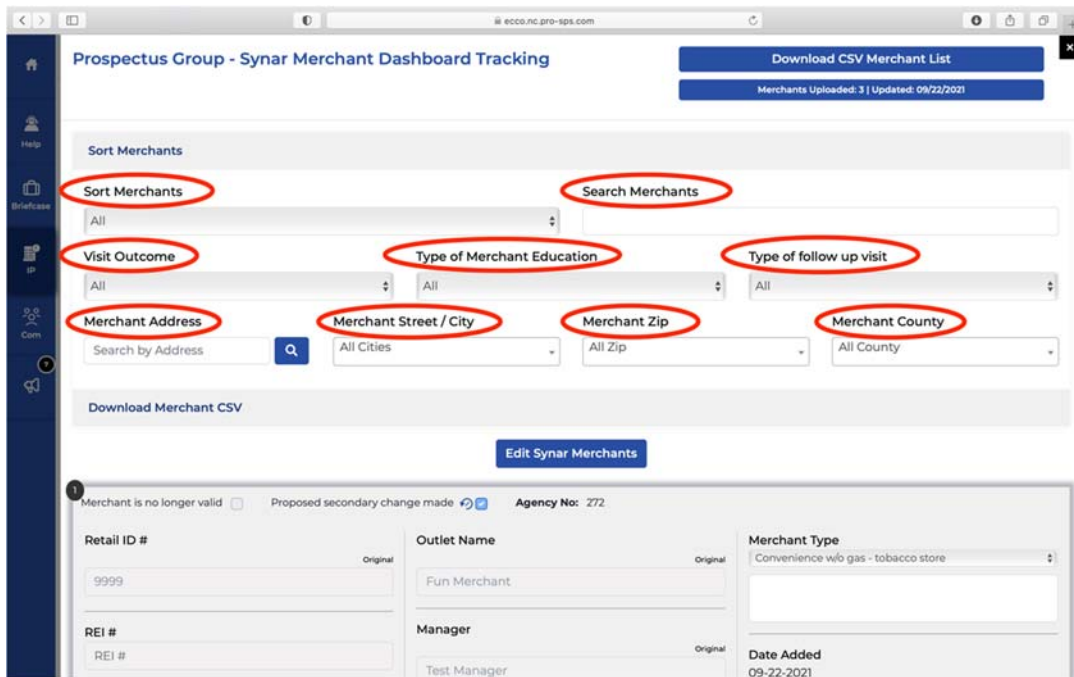 ecco.nc.pro-sps.com
Prospectus Group - Synar Merchant Dashboard Tracking
Download CSV Merchant List
Merchants Uploaded: 3 | Updated: 09/22/2021
Help
Briefcase
IP
Com
?
Sort Merchants
Sort Merchants
Search Merchants
All
Visit Outcome
Type of Merchant Education
Type of follow up visit
All
All
All
Merchant Address
Merchant Street / City
Merchant Zip
Merchant County
Search by Address
All Cities
All Zip
All County
Download Merchant CSV
Edit Synar Merchants
1
Merchant is no longer valid
Proposed secondary change made
Agency No: 272
Retail ID #
Original
9999
Outlet Name
Original
Fun Merchant
Merchant Type
Convenience w/o gas - tobacco store
REI #
REI #
Manager
Original
Test Manager
Date Added
09-22-2021